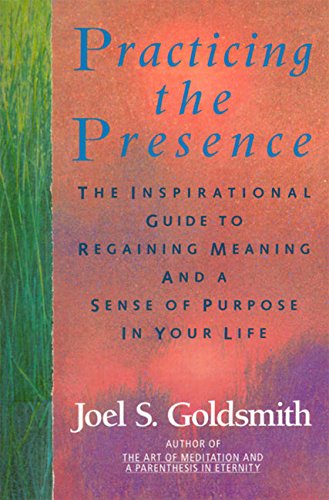 Practicing
the
Presence
THE INSPIRATIONAL
GUIDE TO
REGAINING MEANING
AND A
SENSE OF PURPOSE
IN YOUR LIFE
Joel S. Goldsmith
AUTHOR OF
THE ART OF MEDITATION AND
A PARENTHESIS IN ETERNITY